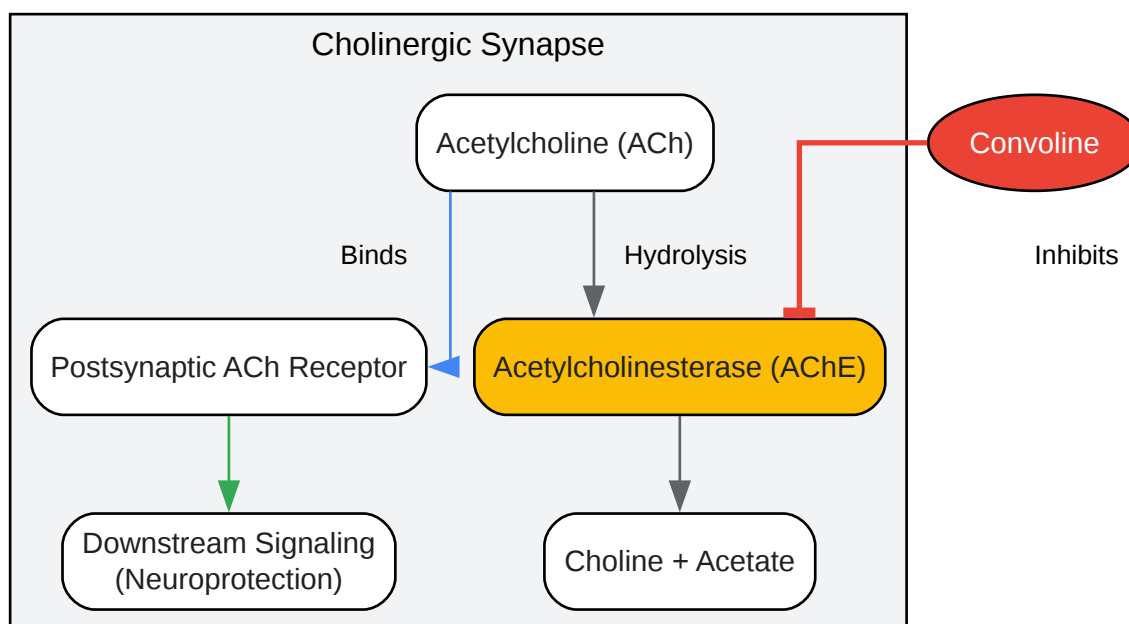 Cholinergic Synapse
Acetylcholine (ACh)
Convoline
Binds
Hydrolysis
Inhibits
Postsynaptic ACh Receptor
Acetylcholinesterase (AChE)
Downstream Signaling
(Neuroprotection)
Choline + Acetate